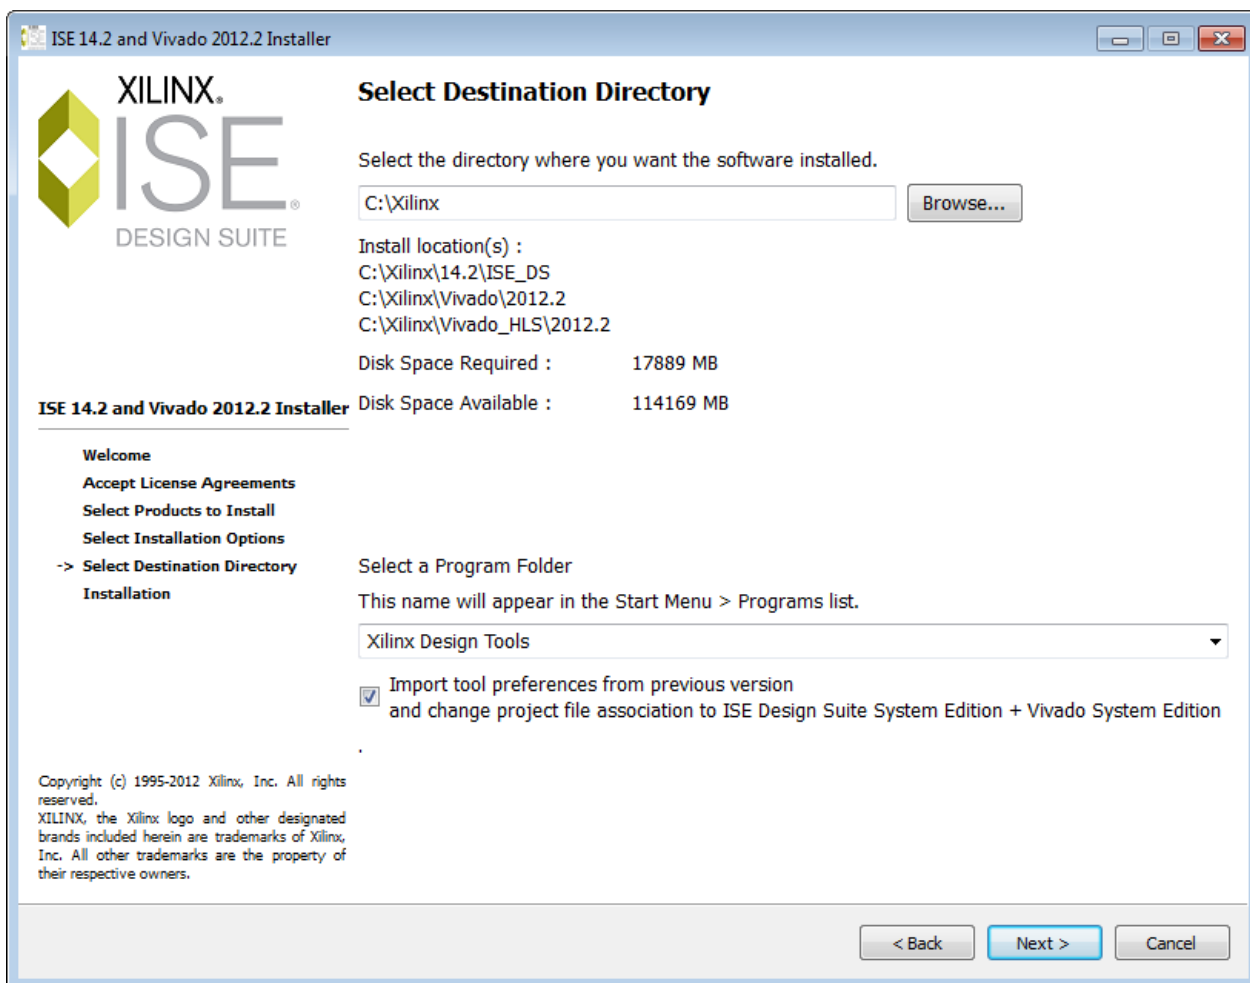 ISE 14.2 and Vivado 2012.2 Installer
XILINX®
ISE®
DESIGN SUITE
Select Destination Directory
Select the directory where you want the software installed.
C:\Xilinx
Browse...
Install location(s) :
C:\Xilinx\14.2\ISE_DS
C:\Xilinx\Vivado\2012.2
C:\Xilinx\Vivado_HLS\2012.2
Disk Space Required : 17889 MB
Disk Space Available : 114169 MB
ISE 14.2 and Vivado 2012.2 Installer
Welcome
Accept License Agreements
Select Products to Install
Select Installation Options
-> Select Destination Directory
Installation
Select a Program Folder
This name will appear in the Start Menu > Programs list.
Xilinx Design Tools
Import tool preferences from previous version
and change project file association to ISE Design Suite System Edition + Vivado System Edition
.
Copyright (c) 1995-2012 Xilinx, Inc. All rights
reserved.
XILINX, the Xilinx logo and other designated
brands included herein are trademarks of Xilinx,
Inc. All other trademarks are the property of
their respective owners.
< Back
Next >
Cancel